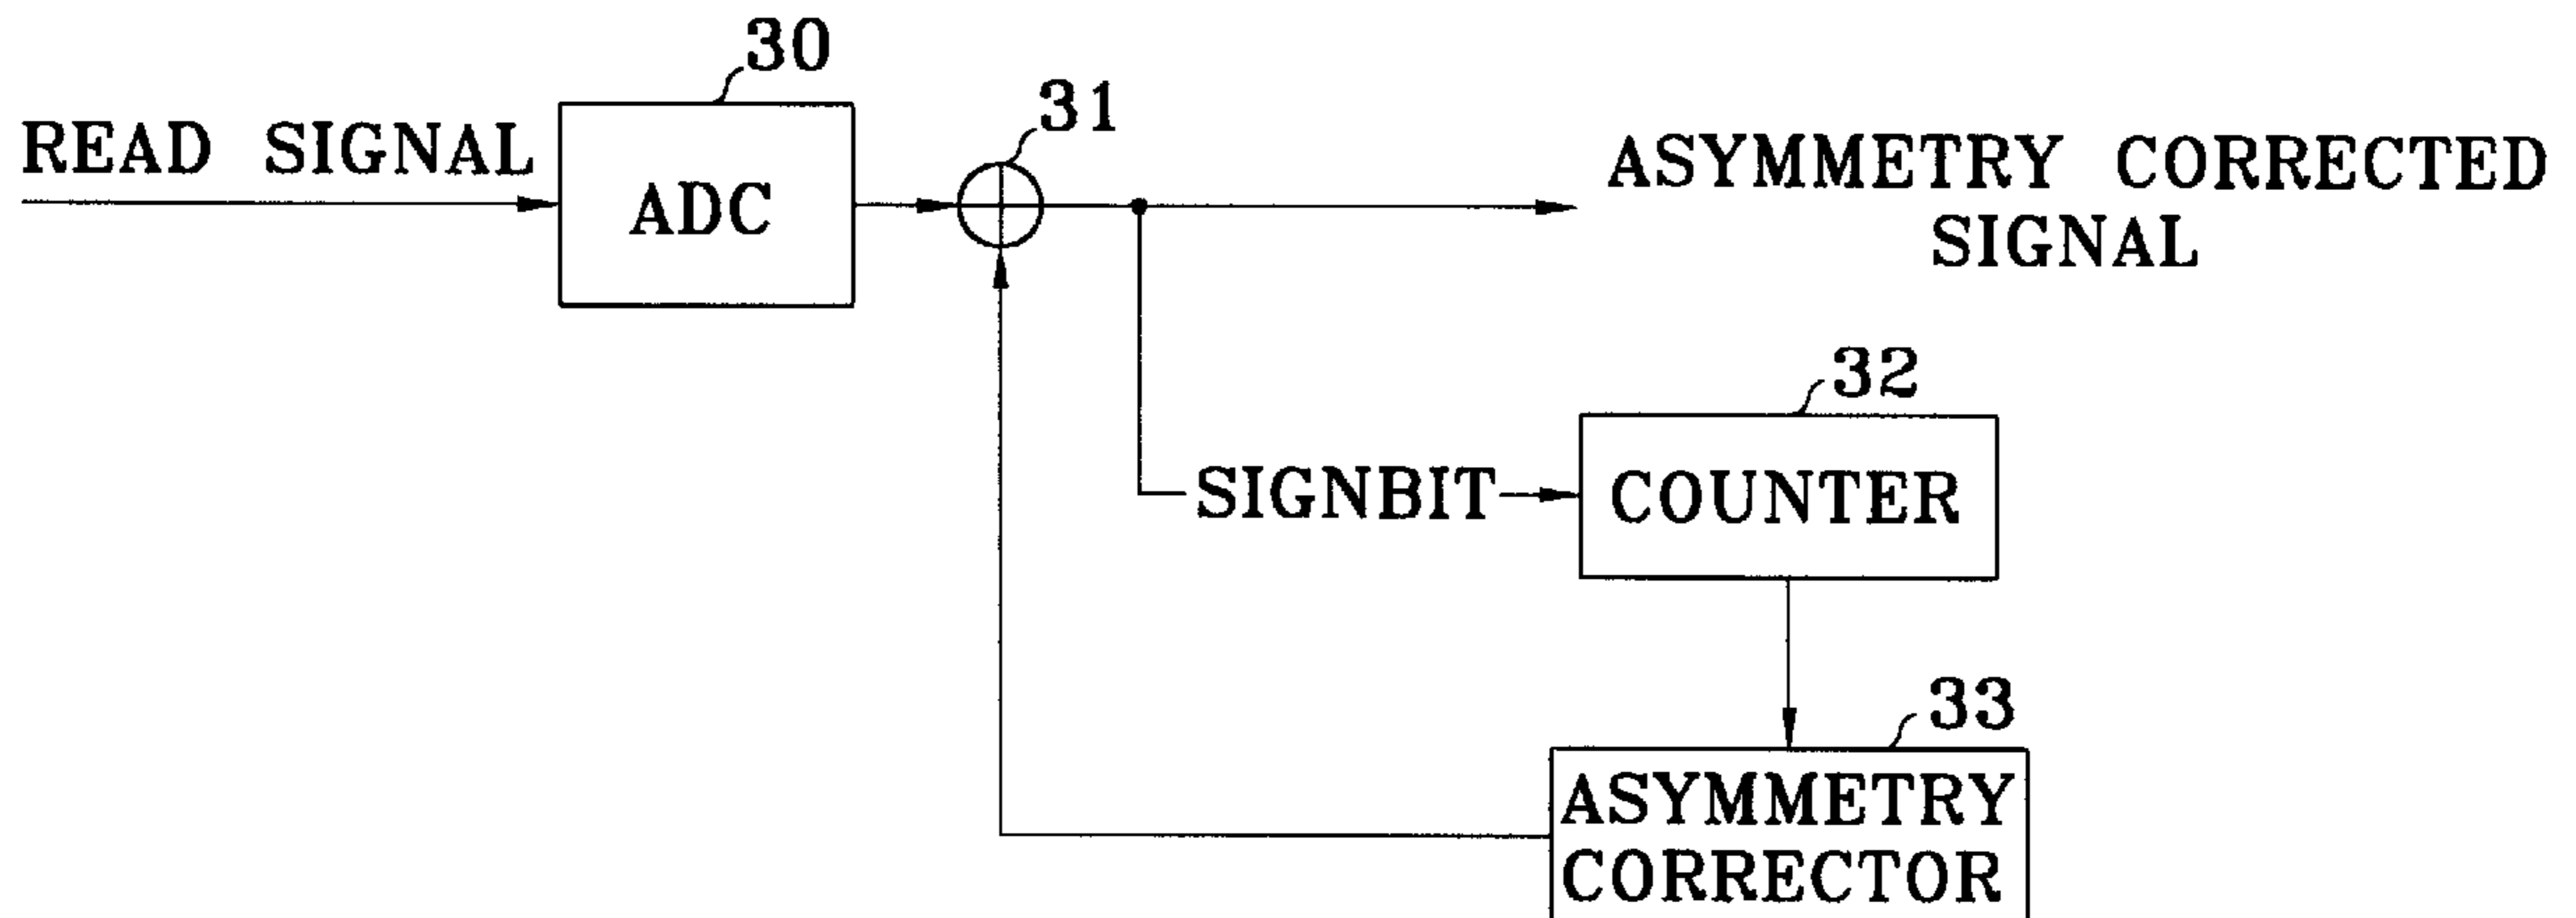 30
31
READ SIGNAL
ADC
ASYMMETRY CORRECTED
SIGNAL
32
SIGNBIT
COUNTER
33
ASYMMETRY
CORRECTOR